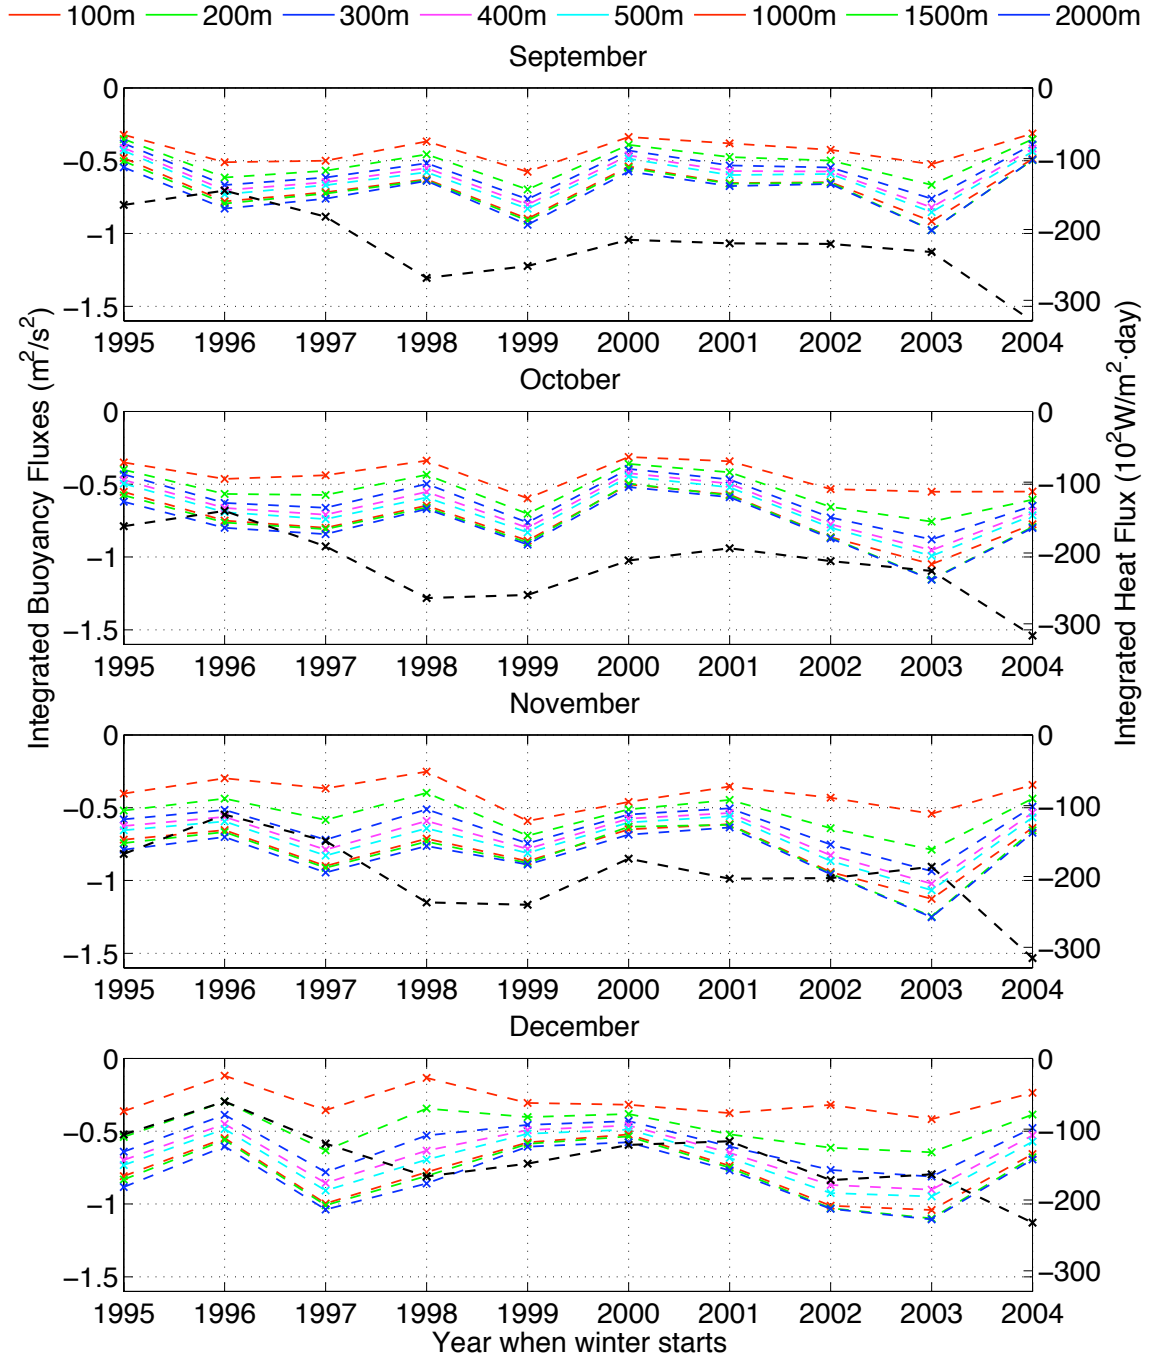 100m 200m 300m 400m 500m 1000m 1500m 2000m
September
0 0
−0.5 −100
−1 −200
−1.5 −300
1995 1996 1997 1998 1999 2000 2001 2002 2003 2004
October
0 0
−0.5 −100
−1 −200
−1.5 −300
1995 1996 1997 1998 1999 2000 2001 2002 2003 2004
Integrated Buoyancy Fluxes (m²/s²)
Integrated Heat Flux (10²W/m²·day)
November
0 0
−0.5 −100
−1 −200
−1.5 −300
1995 1996 1997 1998 1999 2000 2001 2002 2003 2004
December
0 0
−0.5 −100
−1 −200
−1.5 −300
1995 1996 1997 1998 1999 2000 2001 2002 2003 2004
Year when winter starts